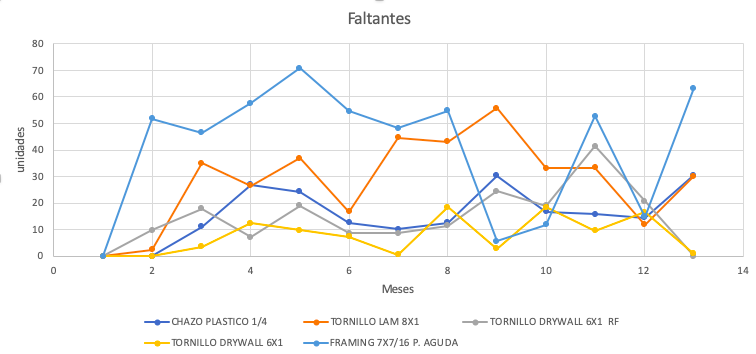 Faltantes
80
70
60
50
40
30
20
10
0
unidades
0 2 4 6 8 10 12 14
Meses
CHAZO PLASTICO 1/4 TORNILLO LAM 8X1 TORNILLO DRYWALL 6X1 RF
TORNILLO DRYWALL 6X1 FRAMING 7X7/16 P. AGUDA